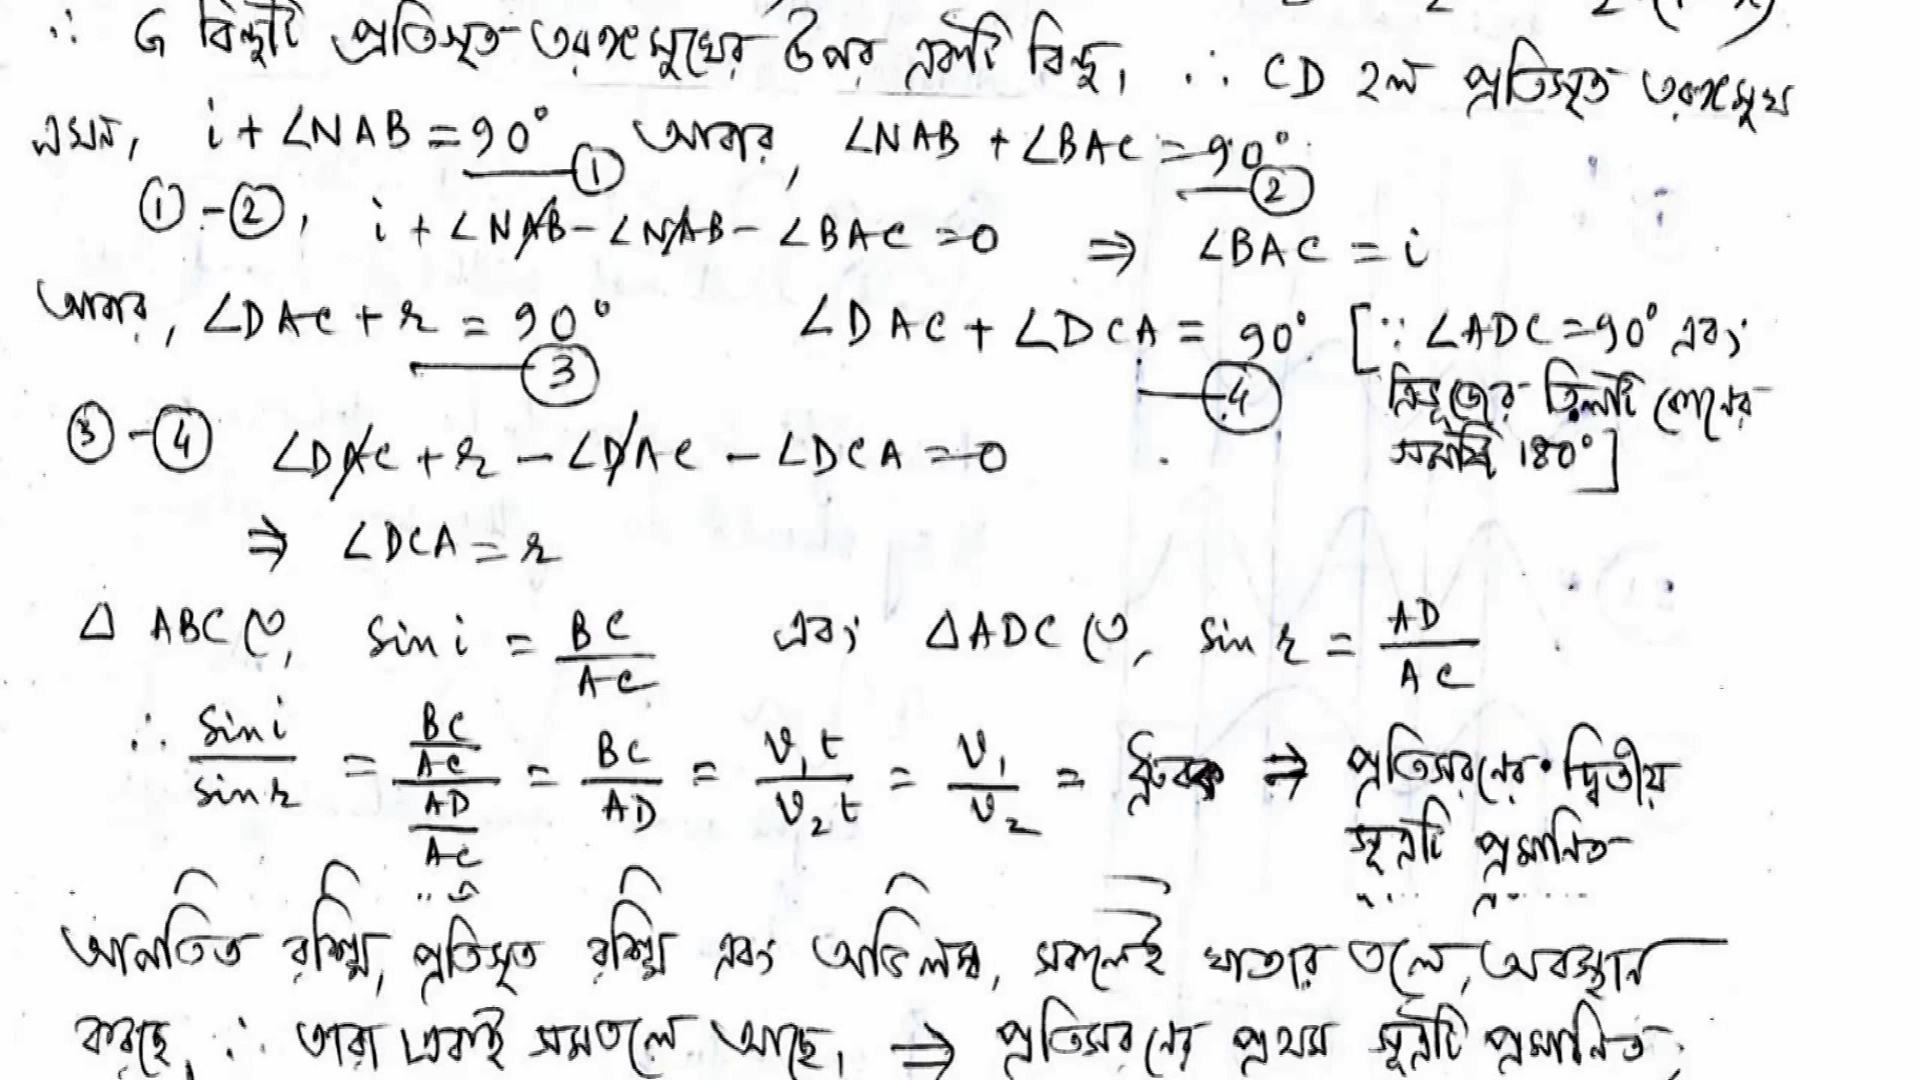 ∴ G বিন্দুটি প্রতিসৃত তরঙ্গমুখের উপর একটি বিন্দু, ∴ CD হল প্রতিসৃত তরঙ্গমুখ
এখন, i + ∠NAB = 90° ① আবার, ∠NAB + ∠BAC = 90° ②
① - ②, i + ∠NAB - ∠NAB - ∠BAC = 0 ⇒ ∠BAC = i
আবার, ∠DAC + r = 90° ③ ∠DAC + ∠DCA = 90° ④ [∵ ∠ADC = 90° এবং
ত্রিভূজের তিনটি কোণের
সমষ্টি 180°]
③ - ④ ∠DAC + r - ∠DAC - ∠DCA = 0
⇒ ∠DCA = r
Δ ABC তে, sin i = BC/AC এবং ΔADC তে, sin r = AD/AC
∴ sin i/sin r = (BC/AC)/(AD/AC) = BC/AD = V₁t/V₂t = V₁/V₂ = ধ্রুবক ⇒ প্রতিসরণের দ্বিতীয়
সূত্রটি প্রমাণিত
আপতিত রশ্মি, প্রতিসৃত রশ্মি এবং অভিলম্ব, সকলেই খাতার তলে অবস্থান
করছে, ∴ তারা একই সমতলে আছে, ⇒ প্রতিসরণের প্রথম সূত্রটি প্রমাণিত,